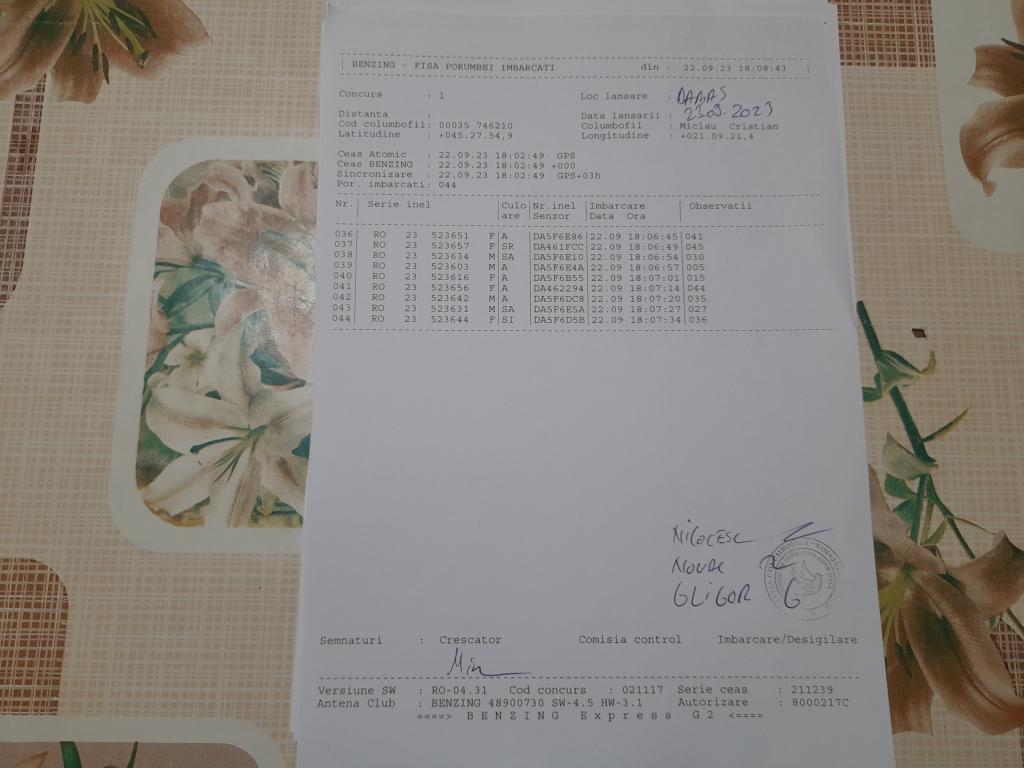 BENZING - FISA PORUMBEI IMBARCATI din : 22.09.23 18:08:43
Concurs : 1 Loc lansare : DABAS
Distanta : Data lansarii : 23.09.2023
Cod columbofil: 00035 746210 Columbofil : Miclau Cristian
Latitudine : +045.27.54,9 Longitudine : +021.09.21,4
Ceas Atomic : 22.09.23 18:02:49 GPS
Ceas BENZING : 22.09.23 18:02:49 +000
Sincronizare : 22.09.23 18:02:49 GPS+03h
Por. imbarcati: 044
Nr.| Serie inel |Culo|Nr.inel |Imbarcare | Observatii
| |are |Senzor |Data Ora |
036 RO 23 523651 F|A |DA5F6E86|22.09 18:06:45|041
037 RO 23 523657 F|SR |DA461FCC|22.09 18:06:49|045
038 RO 23 523634 M|SA |DA5F6E10|22.09 18:06:54|030
039 RO 23 523603 M|A |DA5F6E4A|22.09 18:06:57|005
040 RO 23 523616 F|A |DA5F6B55|22.09 18:07:01|015
041 RO 23 523656 F|A |DA462294|22.09 18:07:14|044
042 RO 23 523642 M|A |DA5F6DC8|22.09 18:07:20|035
043 RO 23 523631 M|SA |DA5F6E5A|22.09 18:07:27|027
044 RO 23 523644 F|SI |DA5F6D5B|22.09 18:07:34|036
GLIGOR
Semnaturi : Crescator Comisia control Imbarcare/Desigilare
Versiune SW : RO-04.31 Cod concurs : 021117 Serie ceas : 211239
Antena Club : BENZING 48900730 SW-4.5 HW-3.1 Autorizare : 8000217C
====> B E N Z I N G E x p r e s s G 2 <====